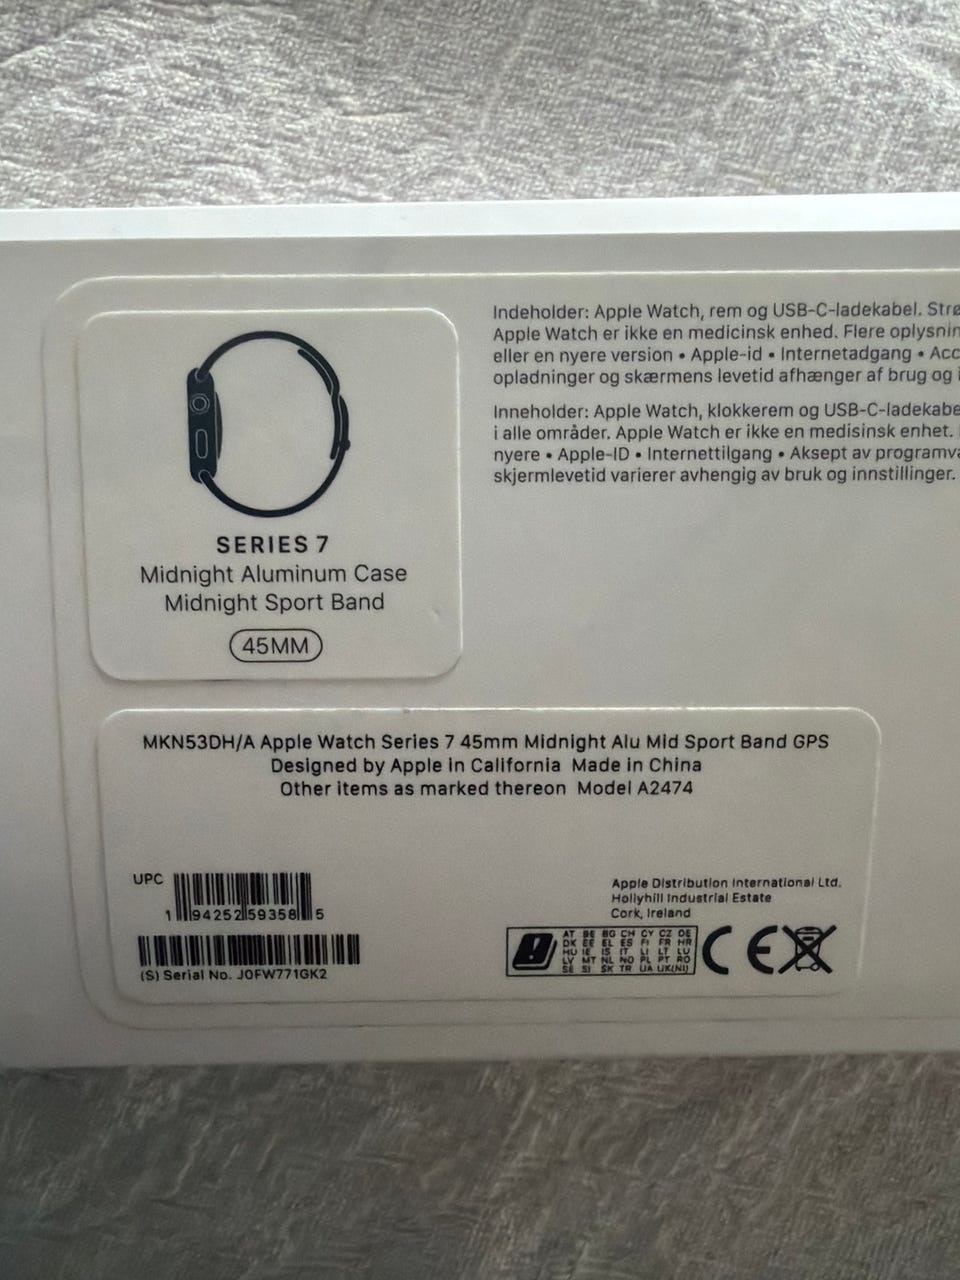 Indeholder: Apple Watch, rem og USB-C-ladekabel.
Apple Watch er ikke en medicinsk enhed. Flere
eller en nyere version • Apple-id • Internetadgang •
opladninger og skærmens levetid afhænger af brug og
Inneholder: Apple Watch, klokkerem og
i alle områder. Apple Watch er ikke en medisinsk enhet.
nyere • Apple-ID • Internettilgang • Aksept av
skjermlevetid varierer avhengig av bruk og innstillinger.
SERIES 7
Midnight Aluminum Case
Midnight Sport Band
45MM
MKN53DH/A Apple Watch Series 7 45mm Midnight Alu Mid Sport Band GPS
Designed by Apple in California Made in China
Other items as marked thereon Model A2474
UPC
1 94252 59358 5
(S) Serial No. J0FW771GK2
Apple Distribution International Ltd.
Hollyhill Industrial Estate
Cork, Ireland
AT BE BG CH CY CZ DE
DK EE EL ES FI FR HR
HU IE IS IT LI LT LU
LV MT NL NO PL PT RO
SE SI SK TR UA UK(NI)
CE